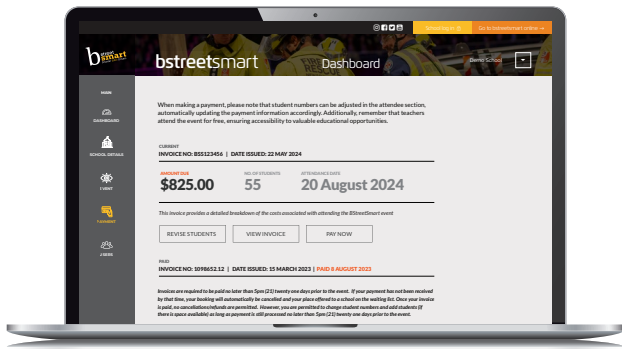 School log in
Go to bstreetsmart online →
b street smart
bstreetsmart
Dashboard
Demo School
MAIN
DASHBOARD
SCHOOL DETAILS
EVENT
PAYMENT
USERS
When making a payment, please note that student numbers can be adjusted in the attendee section,
automatically updating the payment information accordingly. Additionally, remember that teachers
attend the event for free, ensuring accessibility to valuable educational opportunities.
CURRENT
INVOICE NO: BSS123456 | DATE ISSUED: 22 MAY 2024
AMOUNT DUE
NO. OF STUDENTS
ATTENDANCE DATE
$825.00
55
20 August 2024
This invoice provides a detailed breakdown of the costs associated with attending the BStreetSmart event
REVISE STUDENTS
VIEW INVOICE
PAY NOW
PAID
INVOICE NO: 1098652.12 | DATE ISSUED: 15 MARCH 2023 | PAID 8 AUGUST 2023
Invoices are required to be paid no later than 5pm (21) twenty one days prior to the event. If your payment has not been received
by that time, your booking will automatically be cancelled and your place offered to a school on the waiting list. Once your invoice
is paid, no cancellations/refunds are permitted. However, you are permitted to change student numbers and add students (if
there is space available) as long as payment is still processed no later than 5pm (21) twenty one days prior to the event.